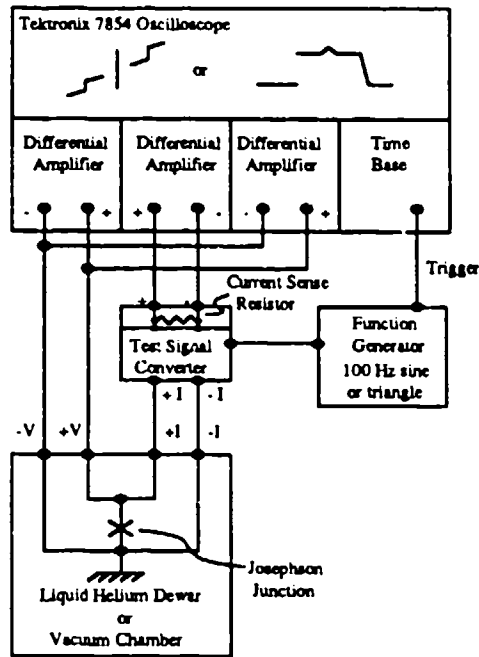 Tektronix 7854 Oscilloscope
or
Differential Amplifier
Differential Amplifier
Differential Amplifier
Time Base
- + + - - +
Trigger
Current Sense Resistor
+ -
Test Signal Converter
Function Generator
100 Hz sine or triangle
+I -I
-V +V +I -I
Josephson Junction
Liquid Helium Dewar
or
Vacuum Chamber